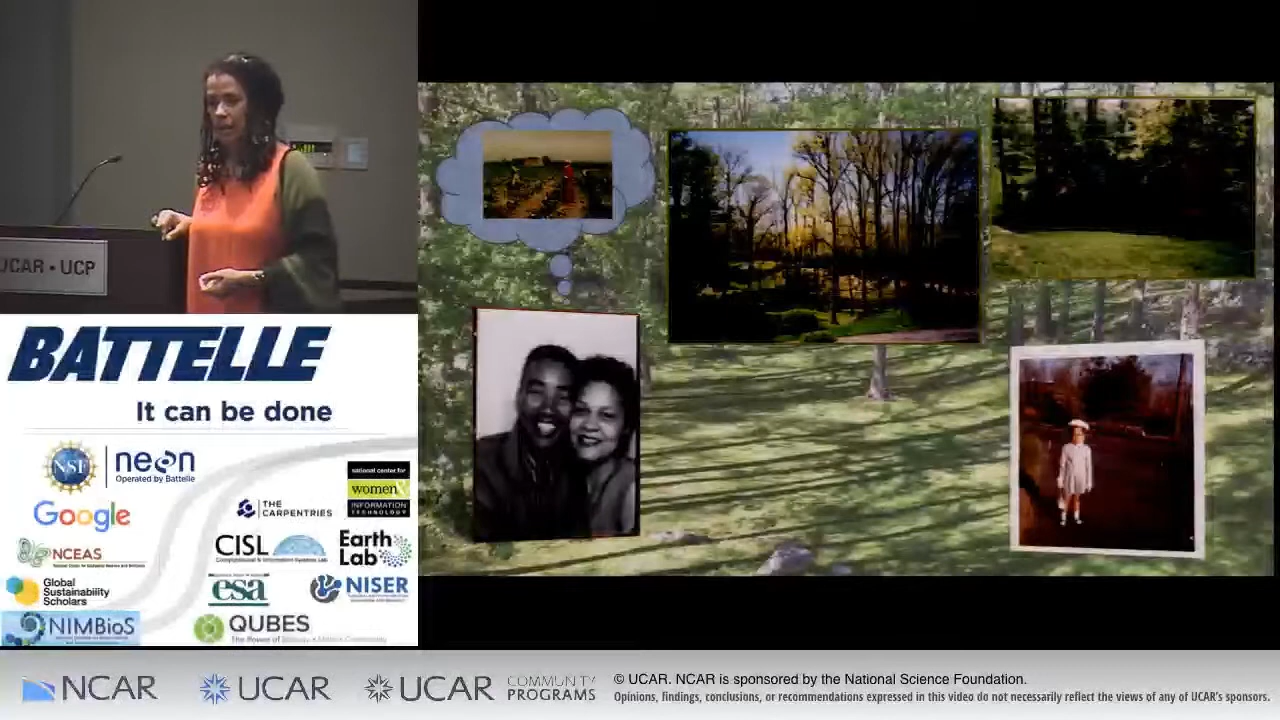 UCAR • UCP
BATTELLE
It can be done
NSF
neon
Operated by Battelle
national center for
women &
INFORMATION
TECHNOLOGY
Google
THE
CARPENTRIES
NCEAS
CISL
Earth
Lab
Global
Sustainability
Scholars
esa
NISER
NIMBioS
QUBES
NCAR
UCAR
UCAR
COMMUNITY
PROGRAMS
© UCAR. NCAR is sponsored by the National Science Foundation.
Opinions, findings, conclusions, or recommendations expressed in this video do not necessarily reflect the views of any of UCAR's sponsors.